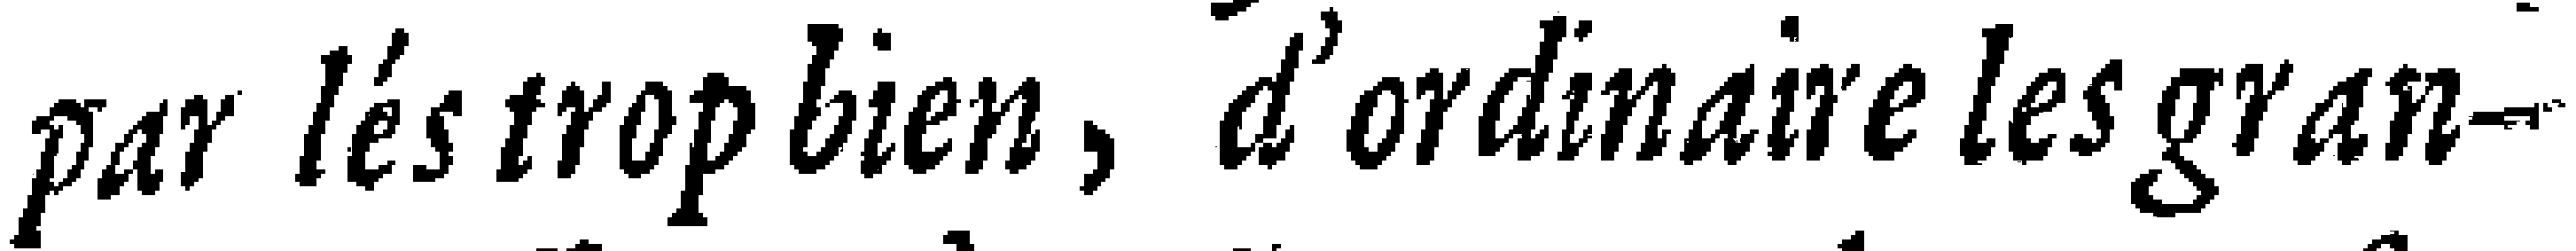 par lés trop bien, d'ordinaire les gran-